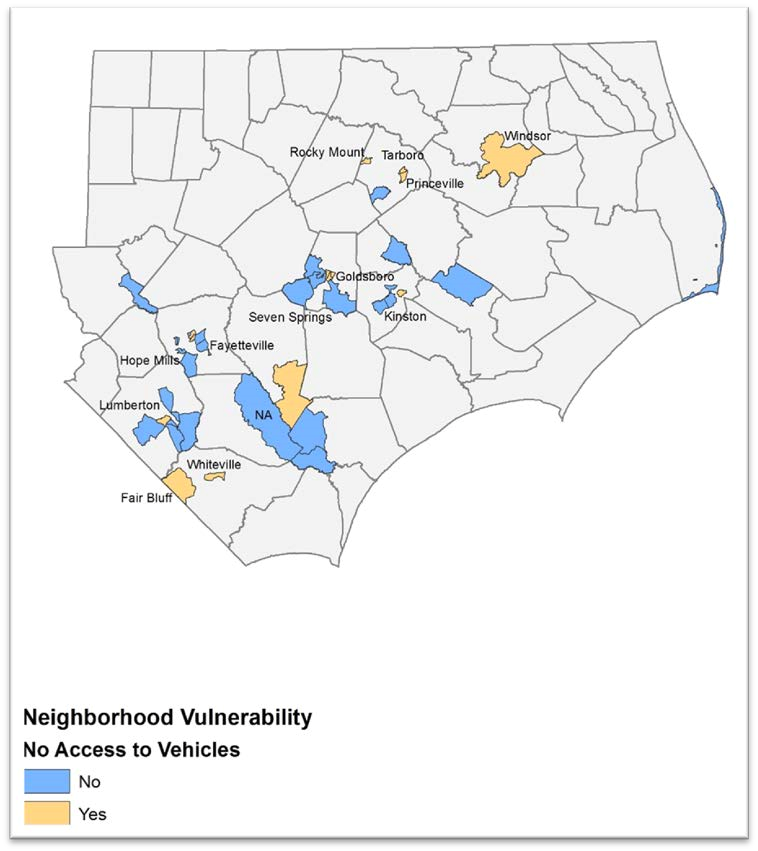 Windsor
Rocky Mount
Tarboro
Princeville
Goldsboro
Seven Springs
Kinston
Fayetteville
Hope Mills
Lumberton
NA
Whiteville
Fair Bluff
Neighborhood Vulnerability
No Access to Vehicles
No
Yes